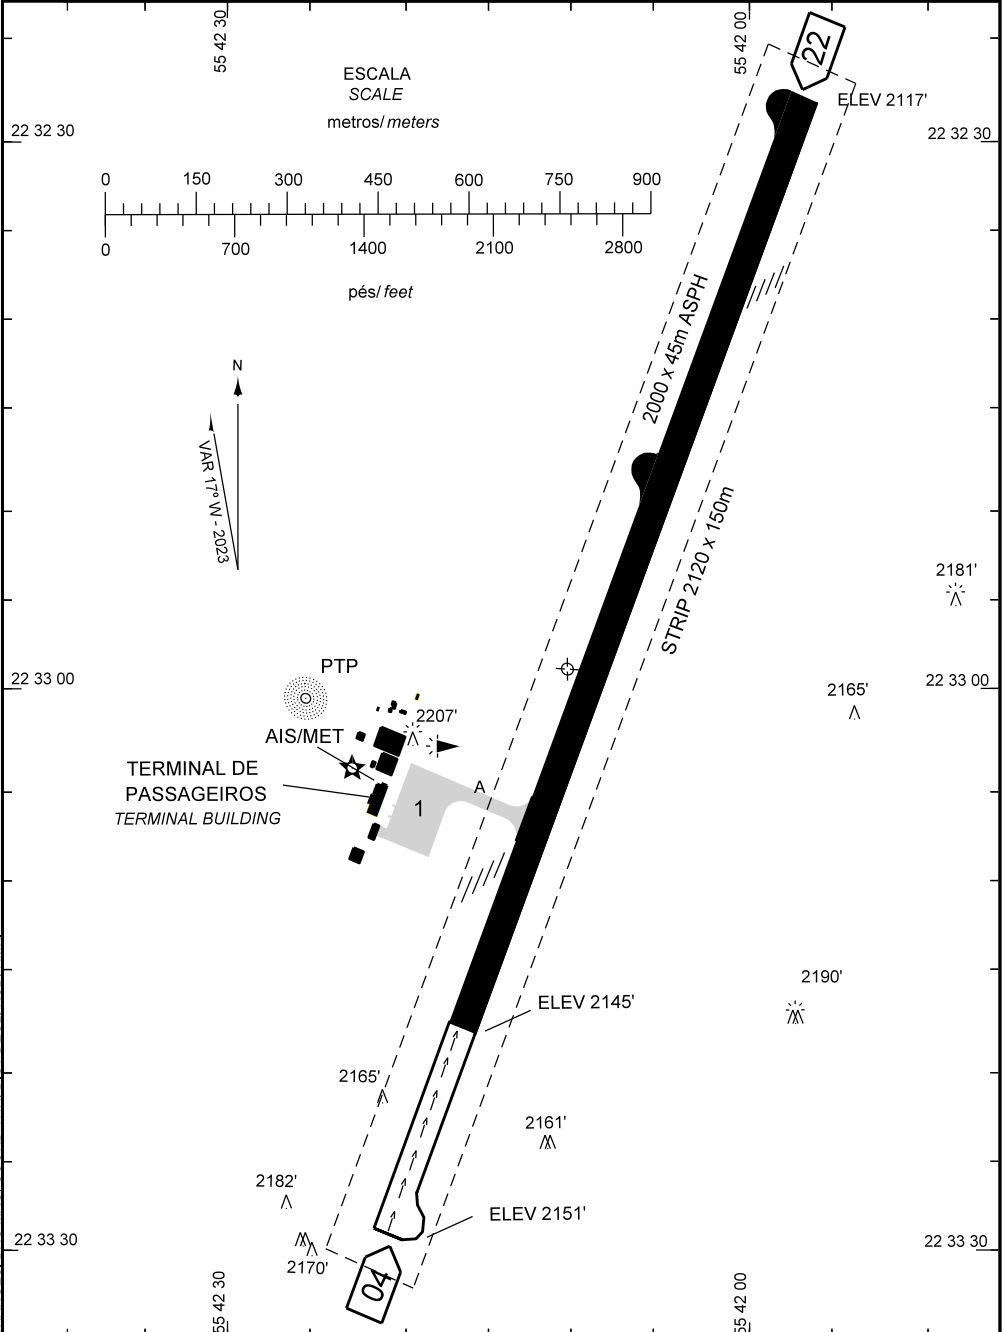 55 42 30
55 42 00
22
ESCALA
SCALE
metros/meters
ELEV 2117'
22 32 30
22 32 30
0 150 300 450 600 750 900
0 700 1400 2100 2800
pés/feet
2000 x 45m ASPH
N
VAR 17º W - 2023
STRIP 2120 x 150m
2181'
PTP
22 33 00
22 33 00
2165'
2207'
AIS/MET
TERMINAL DE
PASSAGEIROS
TERMINAL BUILDING
A
1
2190'
ELEV 2145'
2165'
2161'
2182'
ELEV 2151'
22 33 30
22 33 30
2170'
04
55 42 30
55 42 00